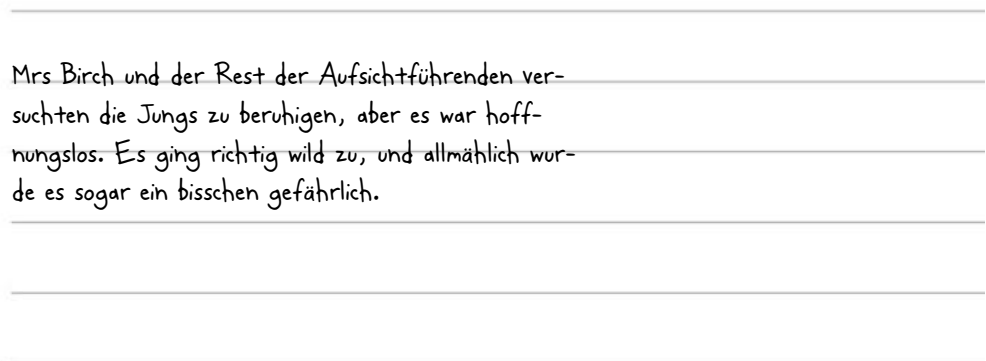 Mrs Birch und der Rest der Aufsichtführenden ver-
suchten die Jungs zu beruhigen, aber es war hoff-
nungslos. Es ging richtig wild zu, und allmählich wur-
de es sogar ein bisschen gefährlich.